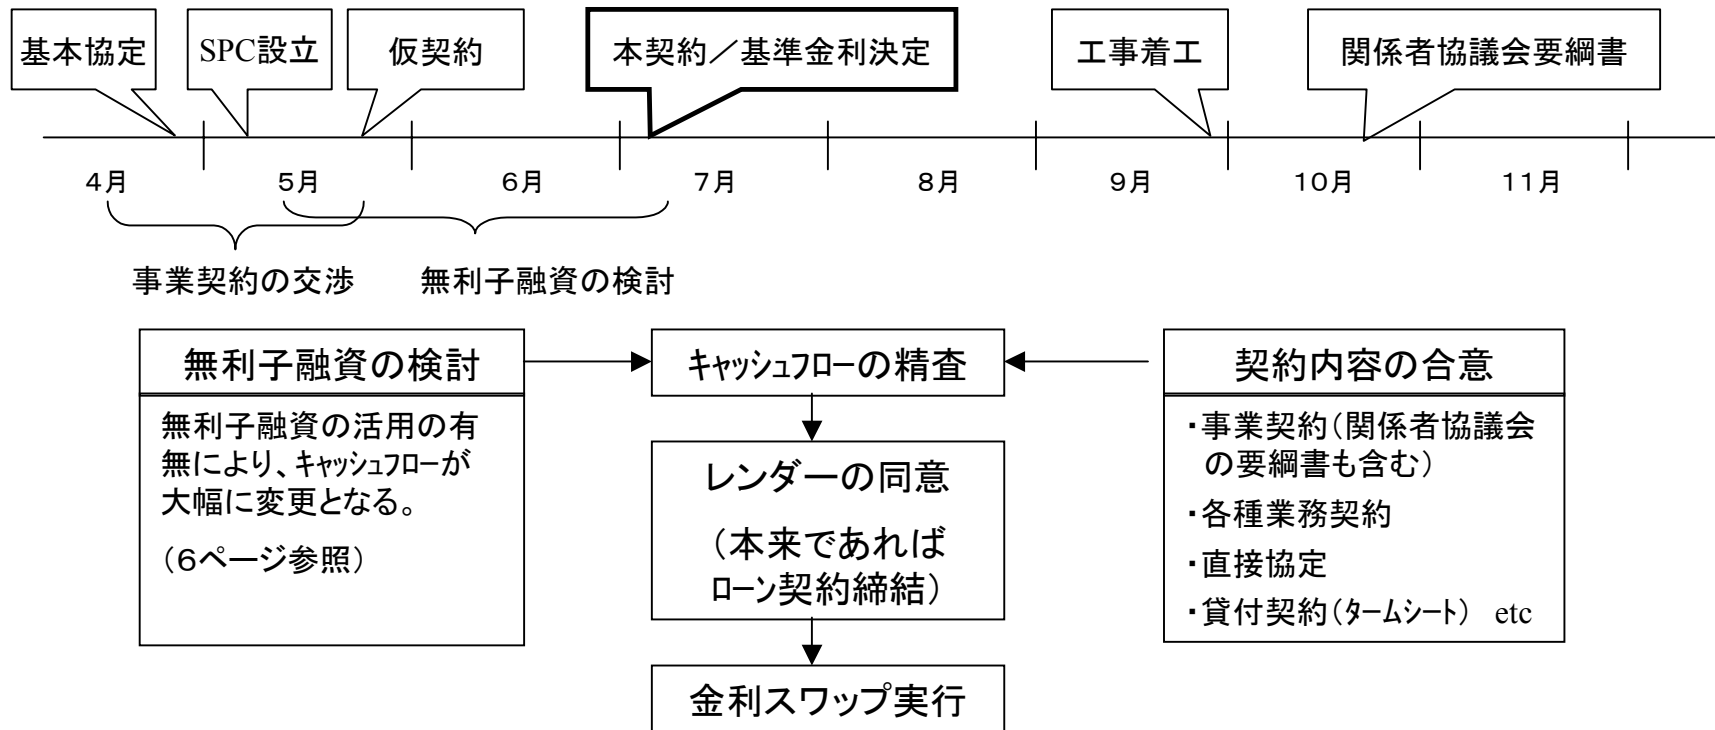 基本協定
SPC設立
仮契約
本契約／基準金利決定
工事着工
関係者協議会要綱書
４月
５月
６月
７月
８月
９月
１０月
１１月
事業契約の交渉
無利子融資の検討
無利子融資の検討
無利子融資の活用の有
無により、ｷｬｯｼｭﾌﾛｰが
大幅に変更となる。
（６ページ参照）
ｷｬｯｼｭﾌﾛｰの精査
レンダーの同意
（本来であれば
ﾛｰﾝ契約締結）
金利スワップ実行
契約内容の合意
・事業契約（関係者協議会
の要綱書も含む）
・各種業務契約
・直接協定
・貸付契約（ﾀｰﾑｼｰﾄ） etc